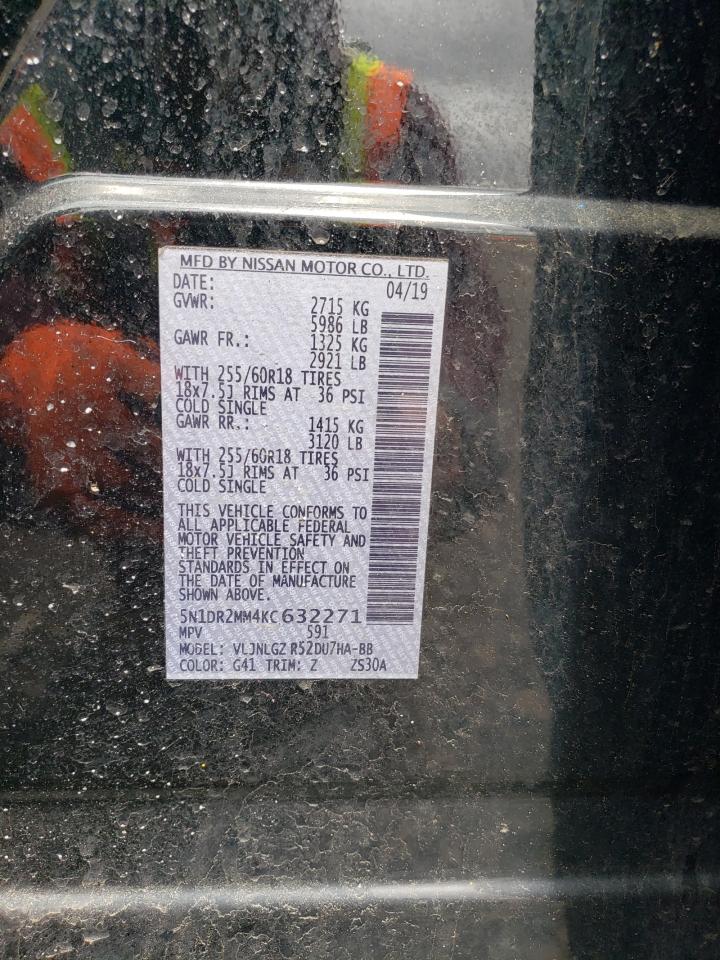 MFD BY NISSAN MOTOR CO., LTD.
DATE: 04/19
GVWR: 2715 KG
5986 LB
GAWR FR.: 1325 KG
2921 LB
WITH 255/60R18 TIRES
18x7.5J RIMS AT 36 PSI
COLD SINGLE
GAWR RR.: 1415 KG
3120 LB
WITH 255/60R18 TIRES
18x7.5J RIMS AT 36 PSI
COLD SINGLE
THIS VEHICLE CONFORMS TO
ALL APPLICABLE FEDERAL
MOTOR VEHICLE SAFETY AND
THEFT PREVENTION
STANDARDS IN EFFECT ON
THE DATE OF MANUFACTURE
SHOWN ABOVE.
5N1DR2MM4KC632271
MPV 591
MODEL: VLJNLGZ R52DU7HA-BB
COLOR: G41 TRIM: Z ZS30A